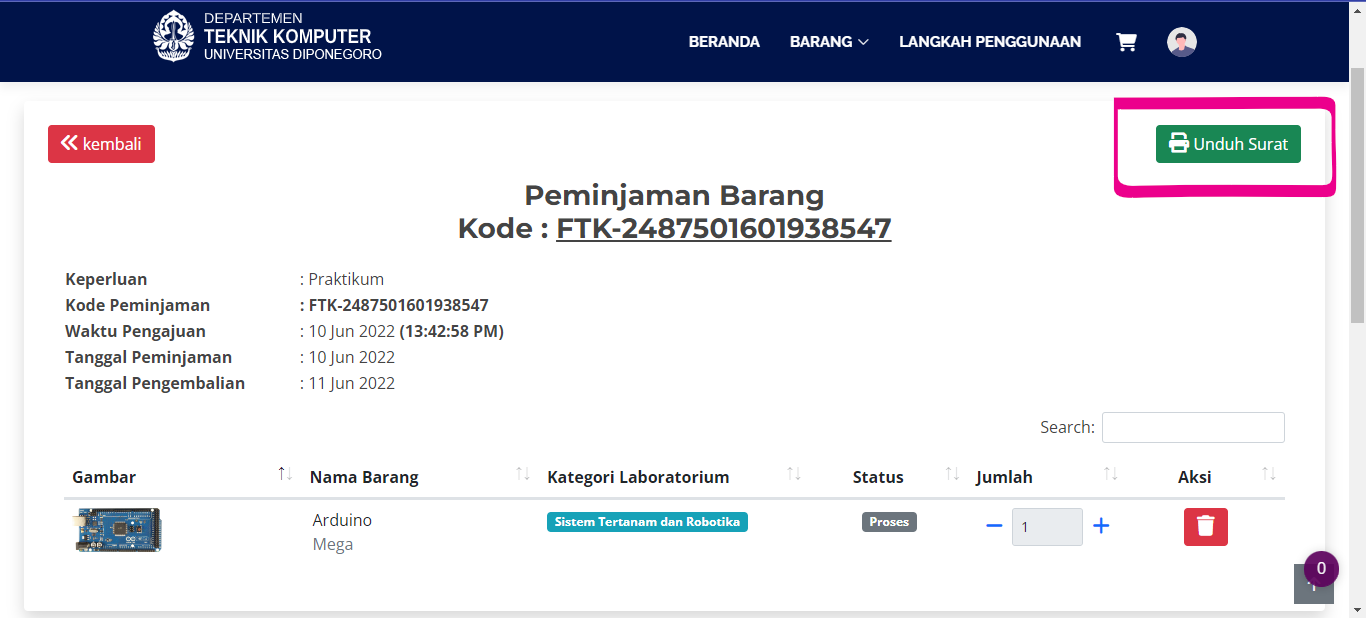 DEPARTEMEN
TEKNIK KOMPUTER
UNIVERSITAS DIPONEGORO
BERANDA
BARANG
LANGKAH PENGGUNAAN
kembali
Unduh Surat
Peminjaman Barang
Kode : FTK-2487501601938547
Keperluan : Praktikum
Kode Peminjaman : FTK-2487501601938547
Waktu Pengajuan : 10 Jun 2022 (13:42:58 PM)
Tanggal Peminjaman : 10 Jun 2022
Tanggal Pengembalian : 11 Jun 2022
Search:
Gambar Nama Barang Kategori Laboratorium Status Jumlah Aksi
Arduino
Mega
Sistem Tertanam dan Robotika
Proses
1
0